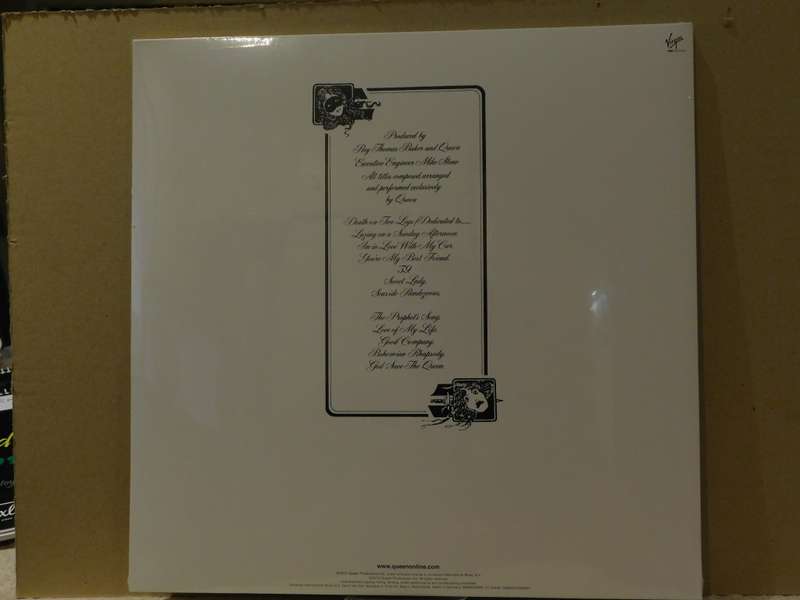 Virgin
Produced by
Roy Thomas Baker and Queen
Executive Engineer Mike Stone
All titles composed, arranged
and performed exclusively
by Queen
Death on Two Legs (Dedicated to......
Lazing on a Sunday Afternoon.
I'm in Love With My Car.
You're My Best Friend.
'39
Sweet Lady.
Seaside Rendezvous.
The Prophet's Song.
Love of My Life.
Good Company.
Bohemian Rhapsody.
God Save The Queen.
www.queenonline.com